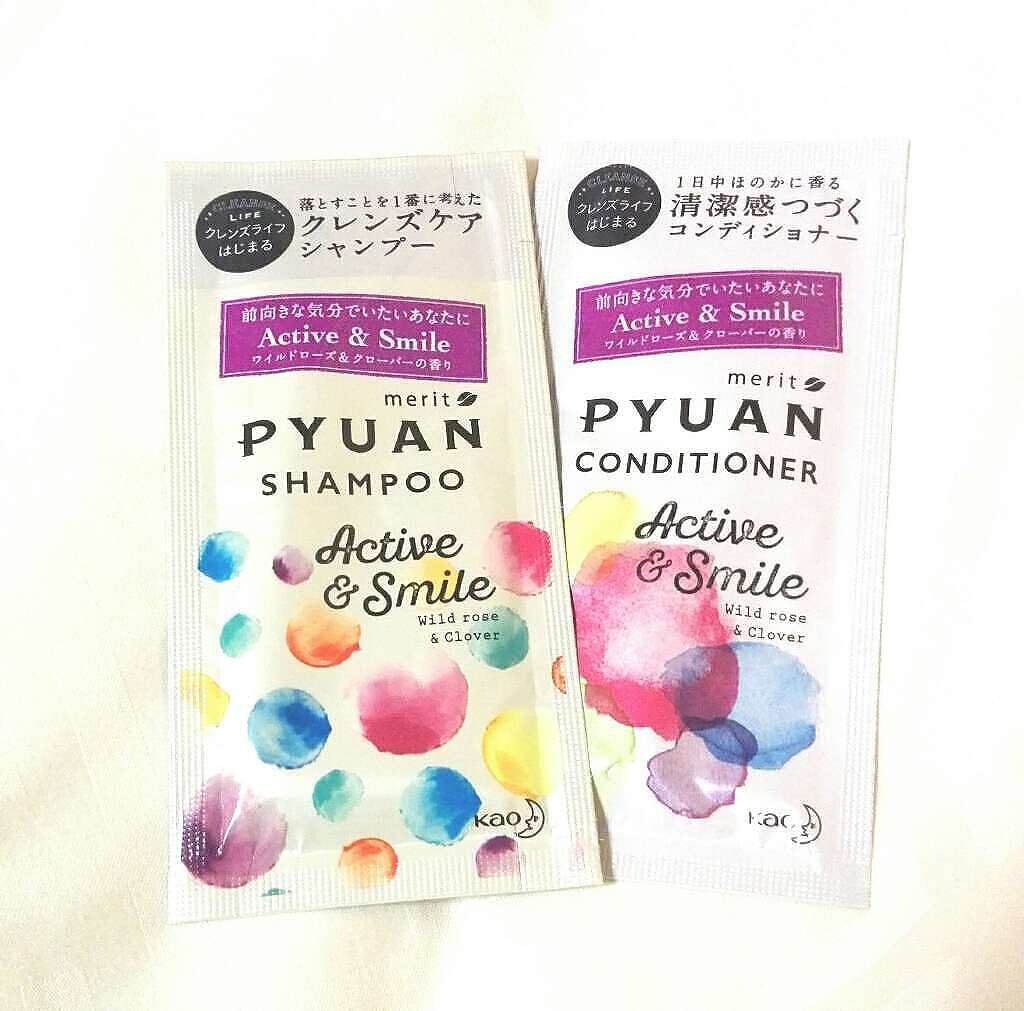 CLEANSE
LIFE
クレンズライフ
はじまる
落とすことを1番に考えた
クレンズケア
シャンプー
前向きな気分でいたいあなたに
Active & Smile
ワイルドローズ&クローバーの香り
merit
PYUAN
SHAMPOO
Active
& Smile
Wild rose
& Clover
Kao
CLEANSE
LIFE
クレンズライフ
はじまる
1日中ほのかに香る
清潔感つづく
コンディショナー
前向きな気分でいたいあなたに
Active & Smile
ワイルドローズ&クローバーの香り
merit
PYUAN
CONDITIONER
Active
& Smile
Wild rose
& Clover
Kao